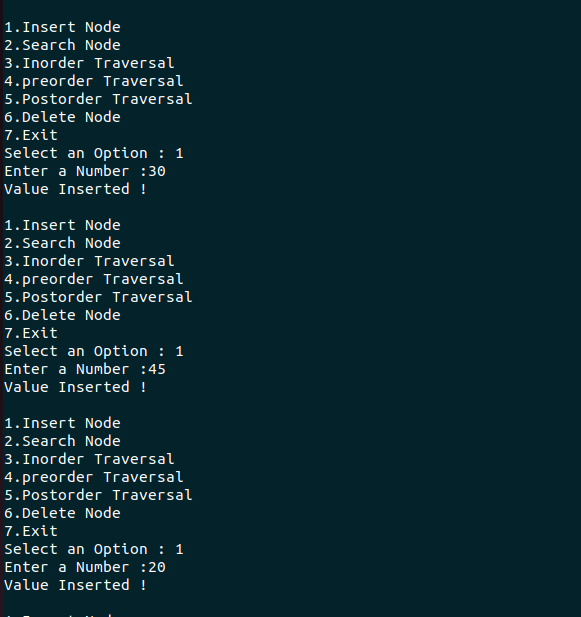 1.Insert Node
2.Search Node
3.Inorder Traversal
4.preorder Traversal
5.Postorder Traversal
6.Delete Node
7.Exit
Select an Option : 1
Enter a Number :30
Value Inserted !
1.Insert Node
2.Search Node
3.Inorder Traversal
4.preorder Traversal
5.Postorder Traversal
6.Delete Node
7.Exit
Select an Option : 1
Enter a Number :45
Value Inserted !
1.Insert Node
2.Search Node
3.Inorder Traversal
4.preorder Traversal
5.Postorder Traversal
6.Delete Node
7.Exit
Select an Option : 1
Enter a Number :20
Value Inserted !